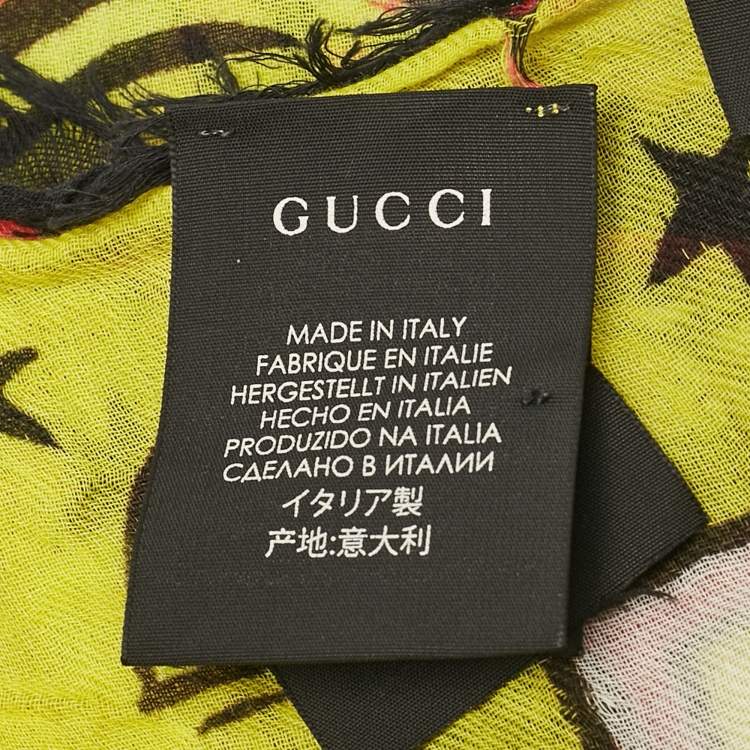 GUCCI
MADE IN ITALY
FABRIQUE EN ITALIE
HERGESTELLT IN ITALIEN
HECHO EN ITALIA
PRODUZIDO NA ITALIA
СДЕЛАНО В ИТАЛИИ
イタリア製
产地:意大利